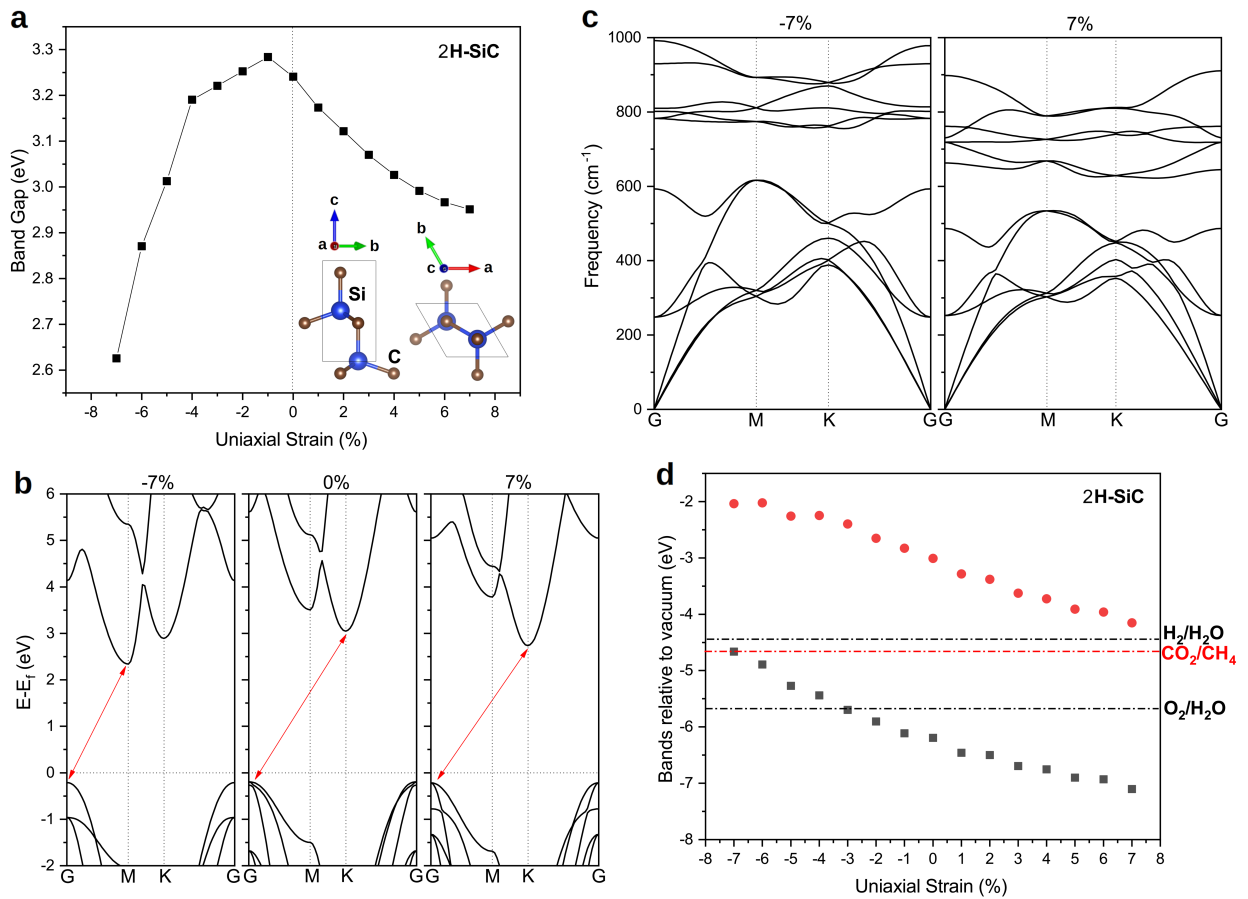 a
2H-SiC
3.3
3.2
3.1
3.0
2.9
2.8
2.7
2.6
Band Gap (eV)
-8 -6 -4 -2 0 2 4 6 8
Uniaxial Strain (%)
c
a b
b
c a
Si
C
b
-7% 0% 7%
6
5
4
3
2
1
0
-1
-2
E-Ef (eV)
G M K G G M K G G M K G
c
-7% 7%
1000
800
600
400
200
0
Frequency (cm-1)
G M K G G M K G
d
2H-SiC
-2
-3
-4
-5
-6
-7
-8
Bands relative to vacuum (eV)
H2/H2O
CO2/CH4
O2/H2O
-8 -7 -6 -5 -4 -3 -2 -1 0 1 2 3 4 5 6 7 8
Uniaxial Strain (%)